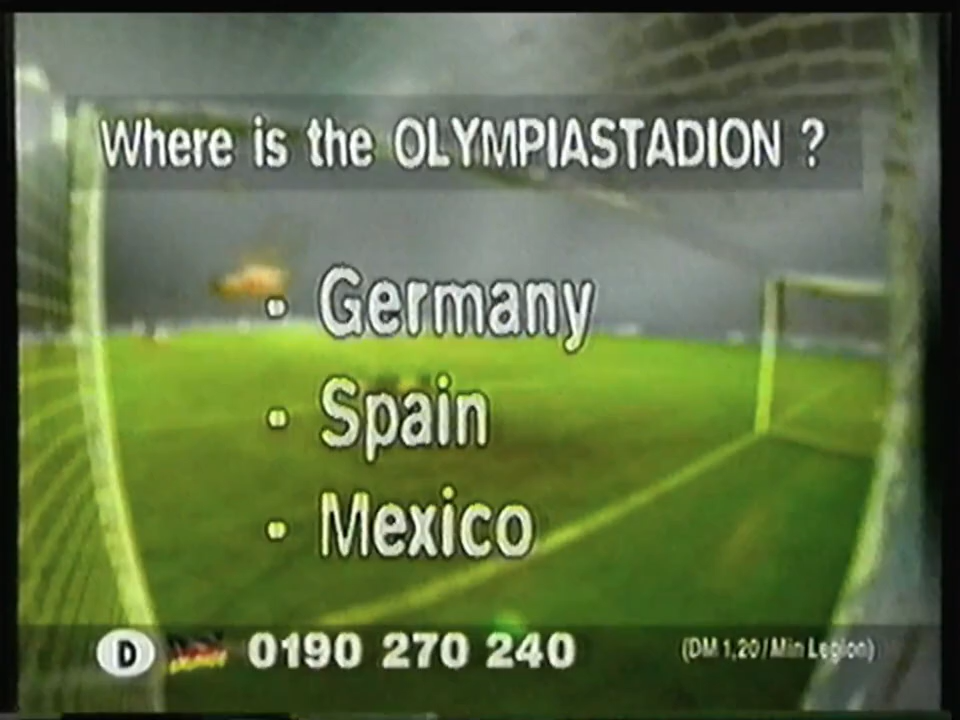 Where is the OLYMPIASTADION ?
• Germany
• Spain
• Mexico
D 0190 270 240 (DM 1,20/Min Legion)